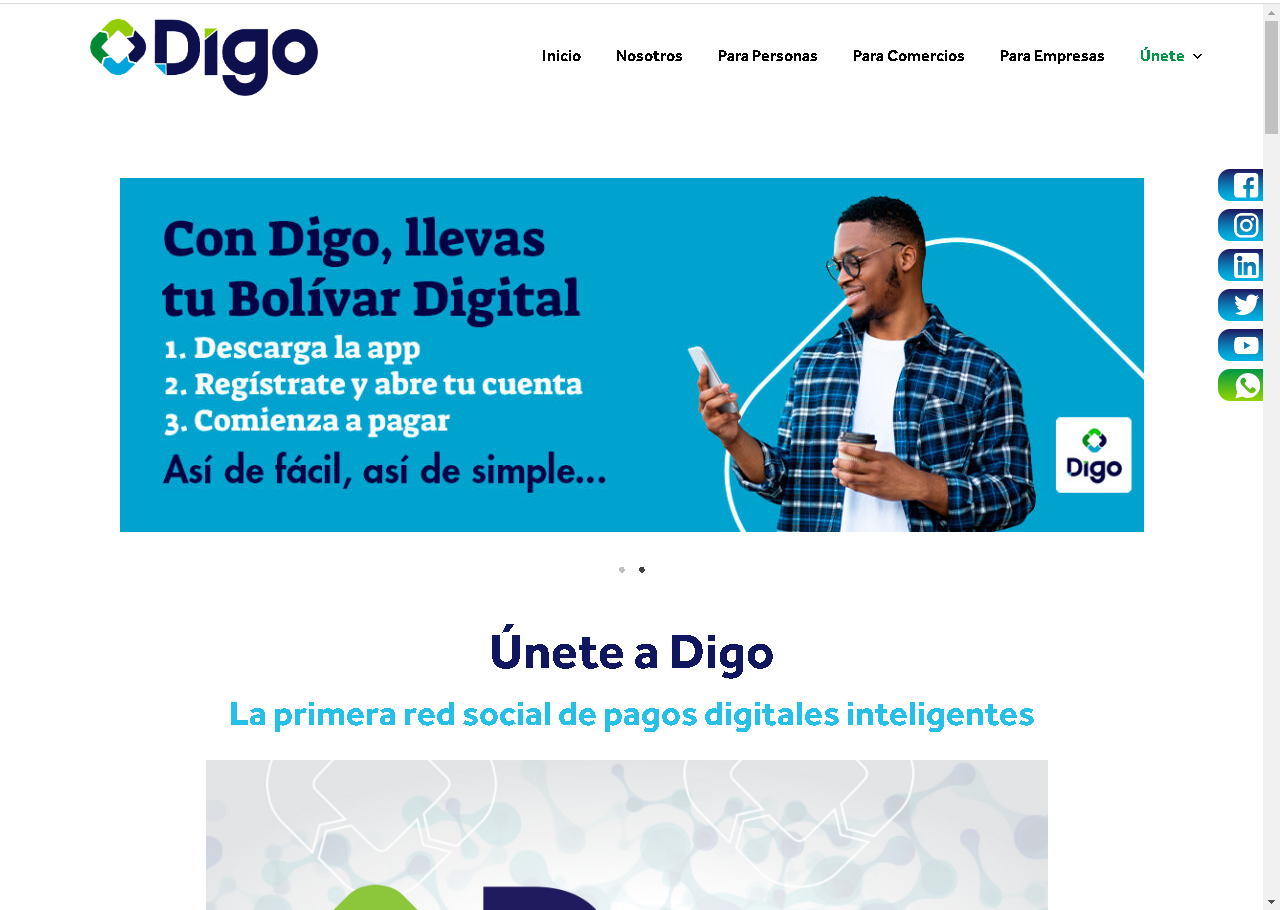 Digo
Inicio Nosotros Para Personas Para Comercios Para Empresas Únete
Con Digo, llevas
tu Bolívar Digital
1. Descarga la app
2. Regístrate y abre tu cuenta
3. Comienza a pagar
Así de fácil, así de simple...
Digo
Únete a Digo
La primera red social de pagos digitales inteligentes